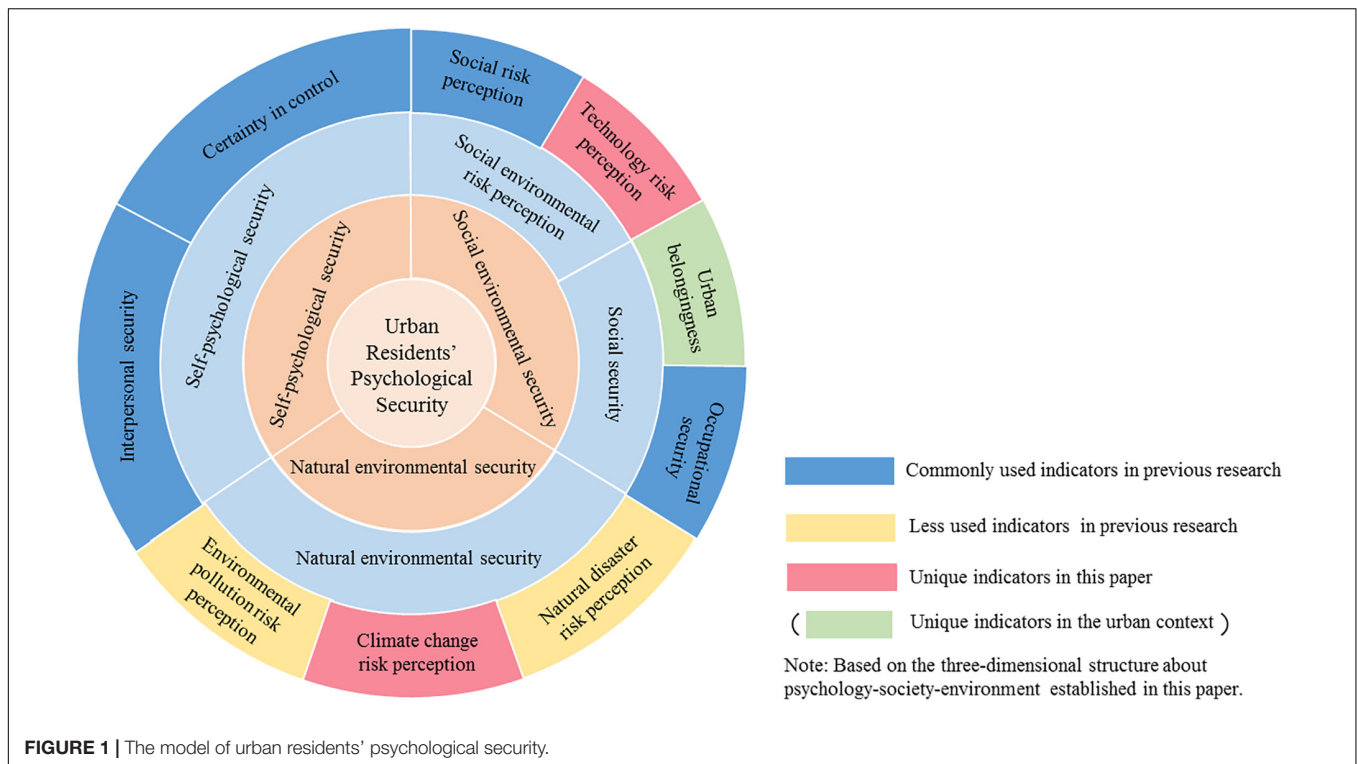 Social risk
perception
Technology risk
perception
Urban
belongingness
Occupational
security
Natural disaster
risk perception
Climate change
risk perception
Environmental
pollution risk
perception
Interpersonal security
Certainty in control
Social environmental
risk perception
Social security
Natural environmental security
Self-psychological security
Social environmental security
Natural environmental security
Self-psychological security
Urban
Residents'
Psychological
Security
Commonly used indicators in previous research
Less used indicators in previous research
Unique indicators in this paper
( Unique indicators in the urban context )
Note: Based on the three-dimensional structure about
psychology-society-environment established in this paper.
FIGURE 1 | The model of urban residents' psychological security.